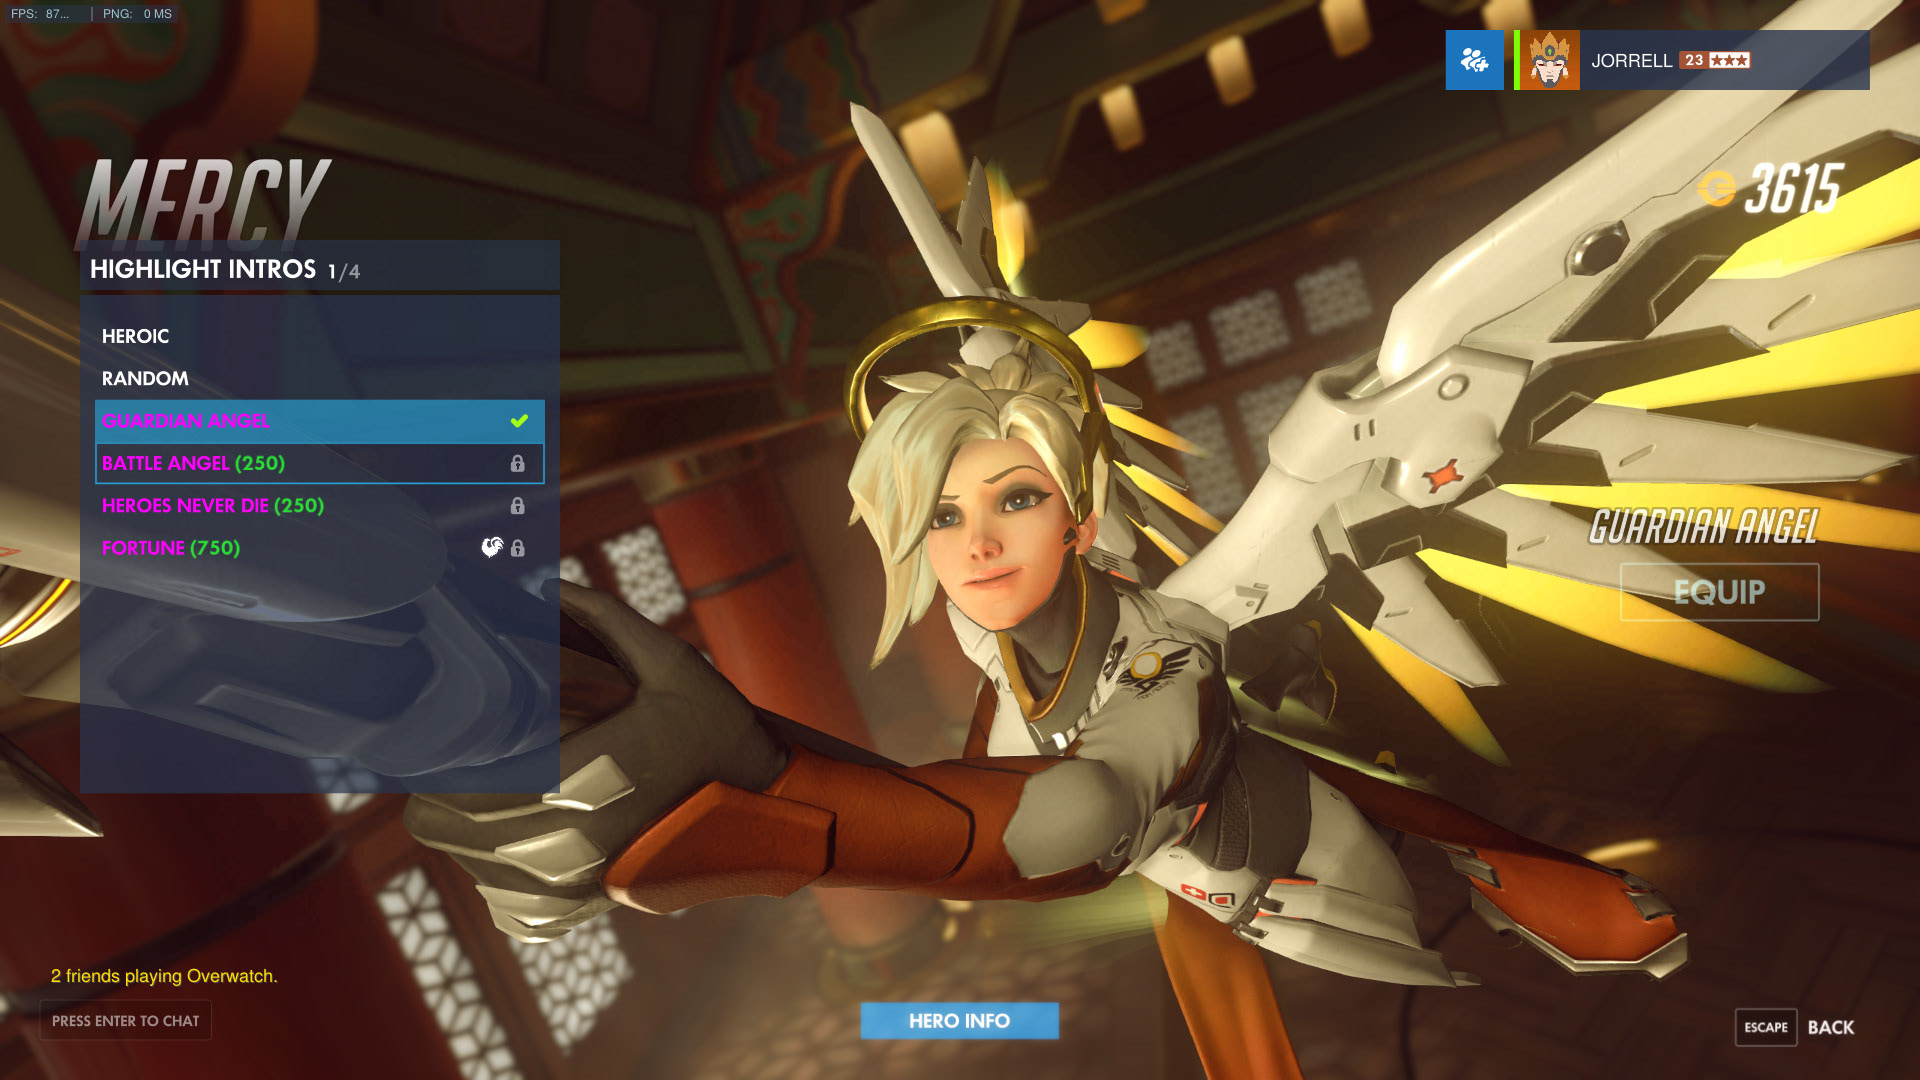 FPS: 87... | PNG: 0 MS
JORRELL 23
MERCY
3615
HIGHLIGHT INTROS 1/4
HEROIC
RANDOM
GUARDIAN ANGEL
BATTLE ANGEL (250)
HEROES NEVER DIE (250)
FORTUNE (750)
GUARDIAN ANGEL
EQUIP
2 friends playing Overwatch.
PRESS ENTER TO CHAT
HERO INFO
ESCAPE BACK